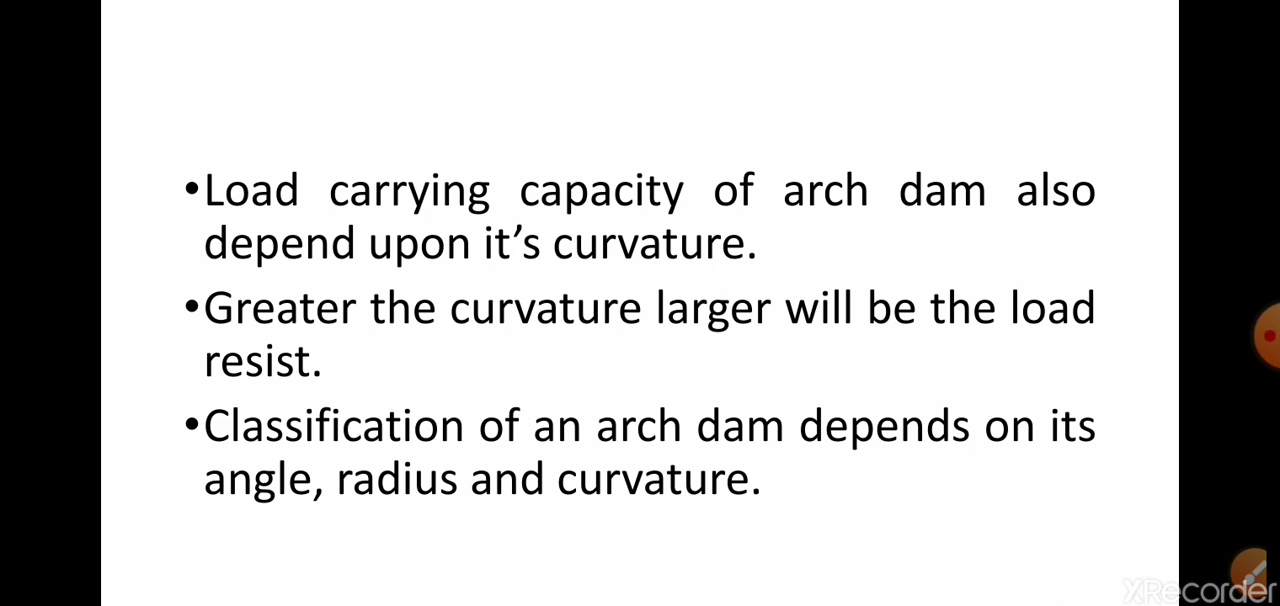 •Load carrying capacity of arch dam also
depend upon it’s curvature.
•Greater the curvature larger will be the load
resist.
•Classification of an arch dam depends on its
angle, radius and curvature.
XRecorder